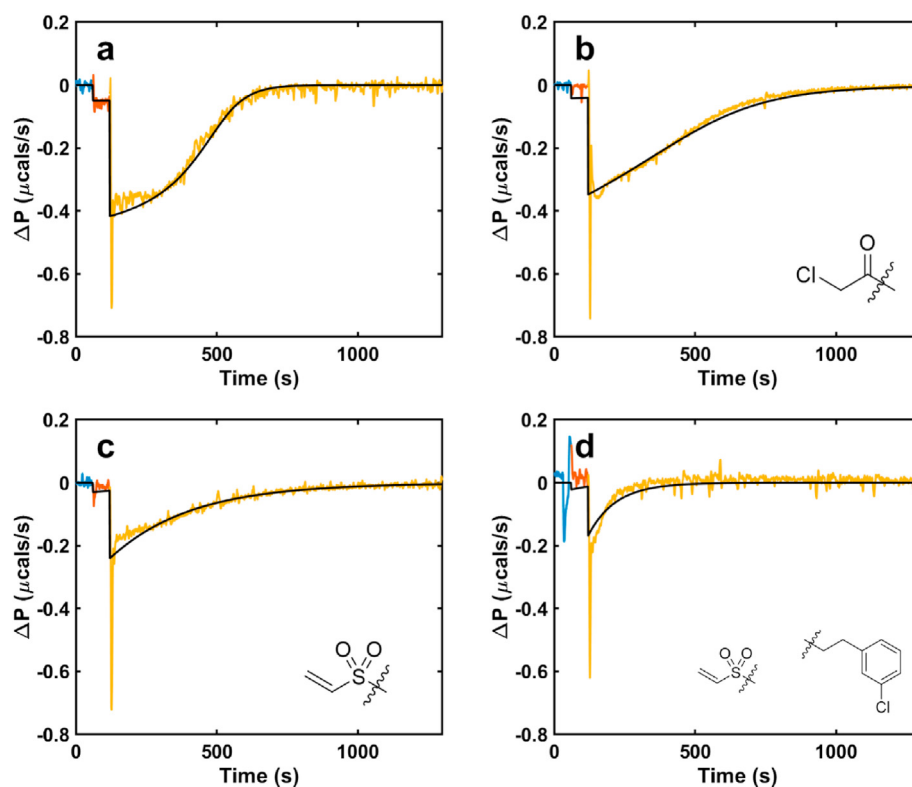 a
0.2
0
-0.2
-0.4
-0.6
-0.8
ΔP (μcals/s)
0 500 1000
Time (s)
b
0.2
0
-0.2
-0.4
-0.6
-0.8
ΔP (μcals/s)
O
Cl
0 500 1000
Time (s)
c
0.2
0
-0.2
-0.4
-0.6
-0.8
ΔP (μcals/s)
O O
S
0 500 1000
Time (s)
d
0.2
0
-0.2
-0.4
-0.6
-0.8
ΔP (μcals/s)
O O
S
Cl
0 500 1000
Time (s)